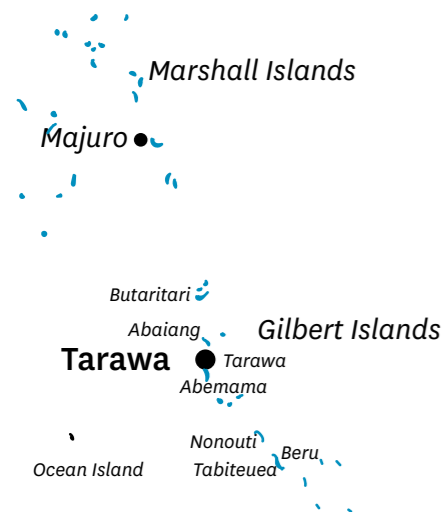 Marshall Islands
Majuro
Butaritari
Abaiang
Gilbert Islands
Tarawa
Tarawa
Abemama
Nonouti
Beru
Ocean Island
Tabiteuea